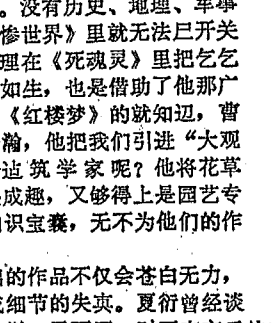 。没有历史、地理、军事
惨世界》里就无法展开关
理在《死魂灵》里把乞乞
如生，也是借助了他那广
《红楼梦》的就知道，曹
瀚，他把我们引进“大观
筑学家呢？他将花草
成趣，又够得上是园艺专
识宝囊，无不为他们的作
的作品不仅会苍白无力，
细节的失真。夏衍曾经谈